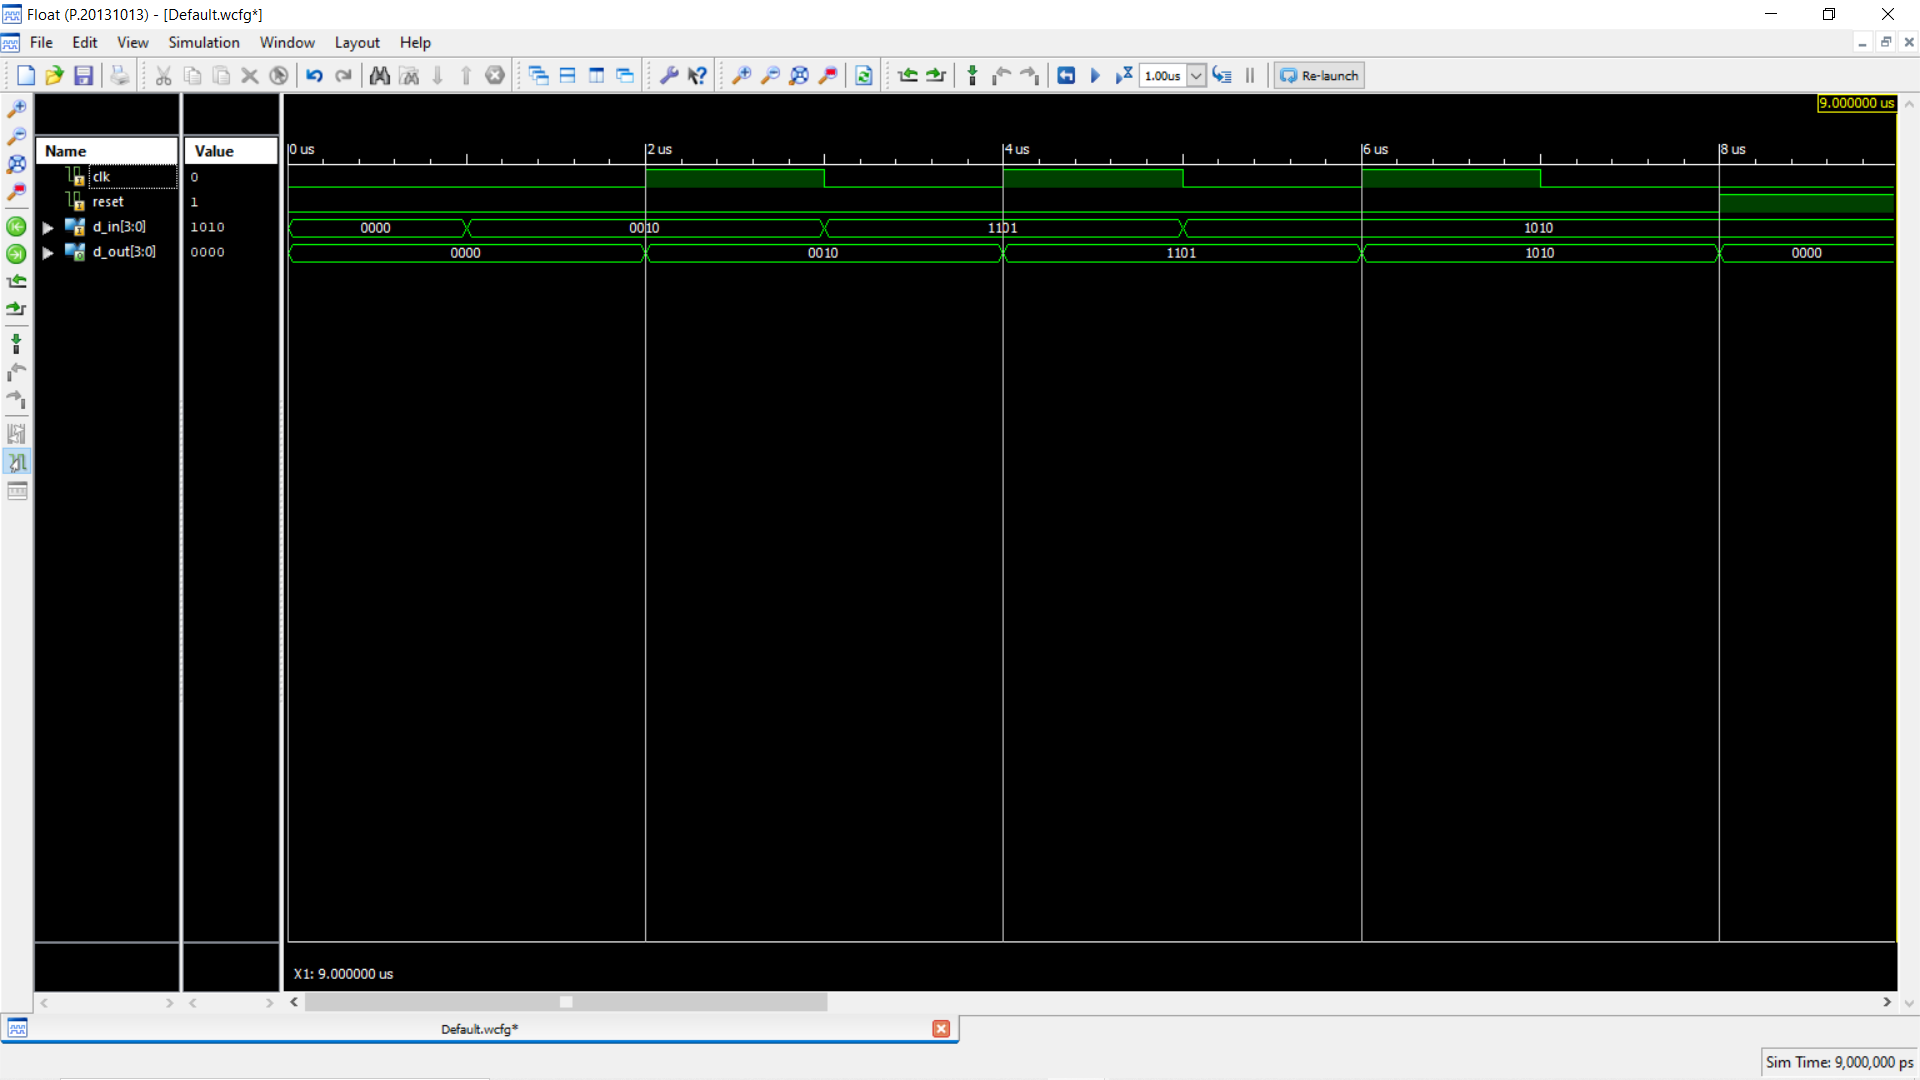 Float (P.20131013) - [Default.wcfg*]
File Edit View Simulation Window Layout Help
1.00us Re-launch
9.000000 us
Name Value 0 us 2 us 4 us 6 us 8 us
clk 0
reset 1
d_in[3:0] 1010 0000 0010 1101 1010
d_out[3:0] 0000 0000 0010 1101 1010 0000
X1: 9.000000 us
Default.wcfg*
Sim Time: 9,000,000 ps